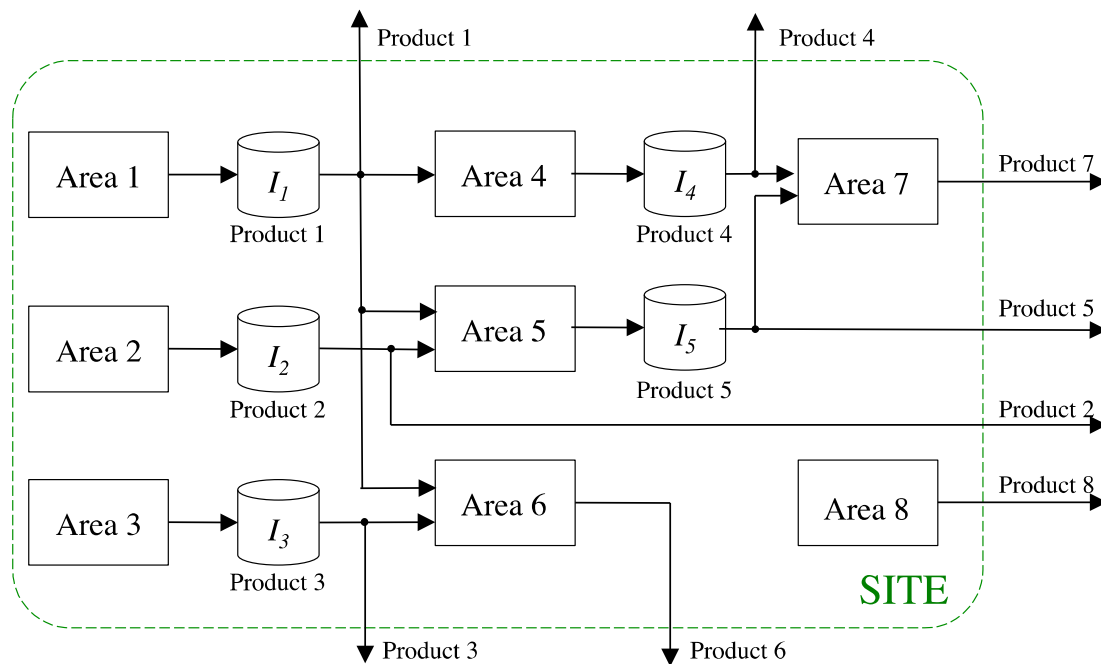 Product 1
Product 4
Area 1
I1
Product 1
Area 4
I4
Product 4
Area 7
Product 7
Area 2
I2
Product 2
Area 5
I5
Product 5
Product 5
Product 2
Area 3
I3
Product 3
Area 6
Area 8
Product 8
SITE
Product 3
Product 6